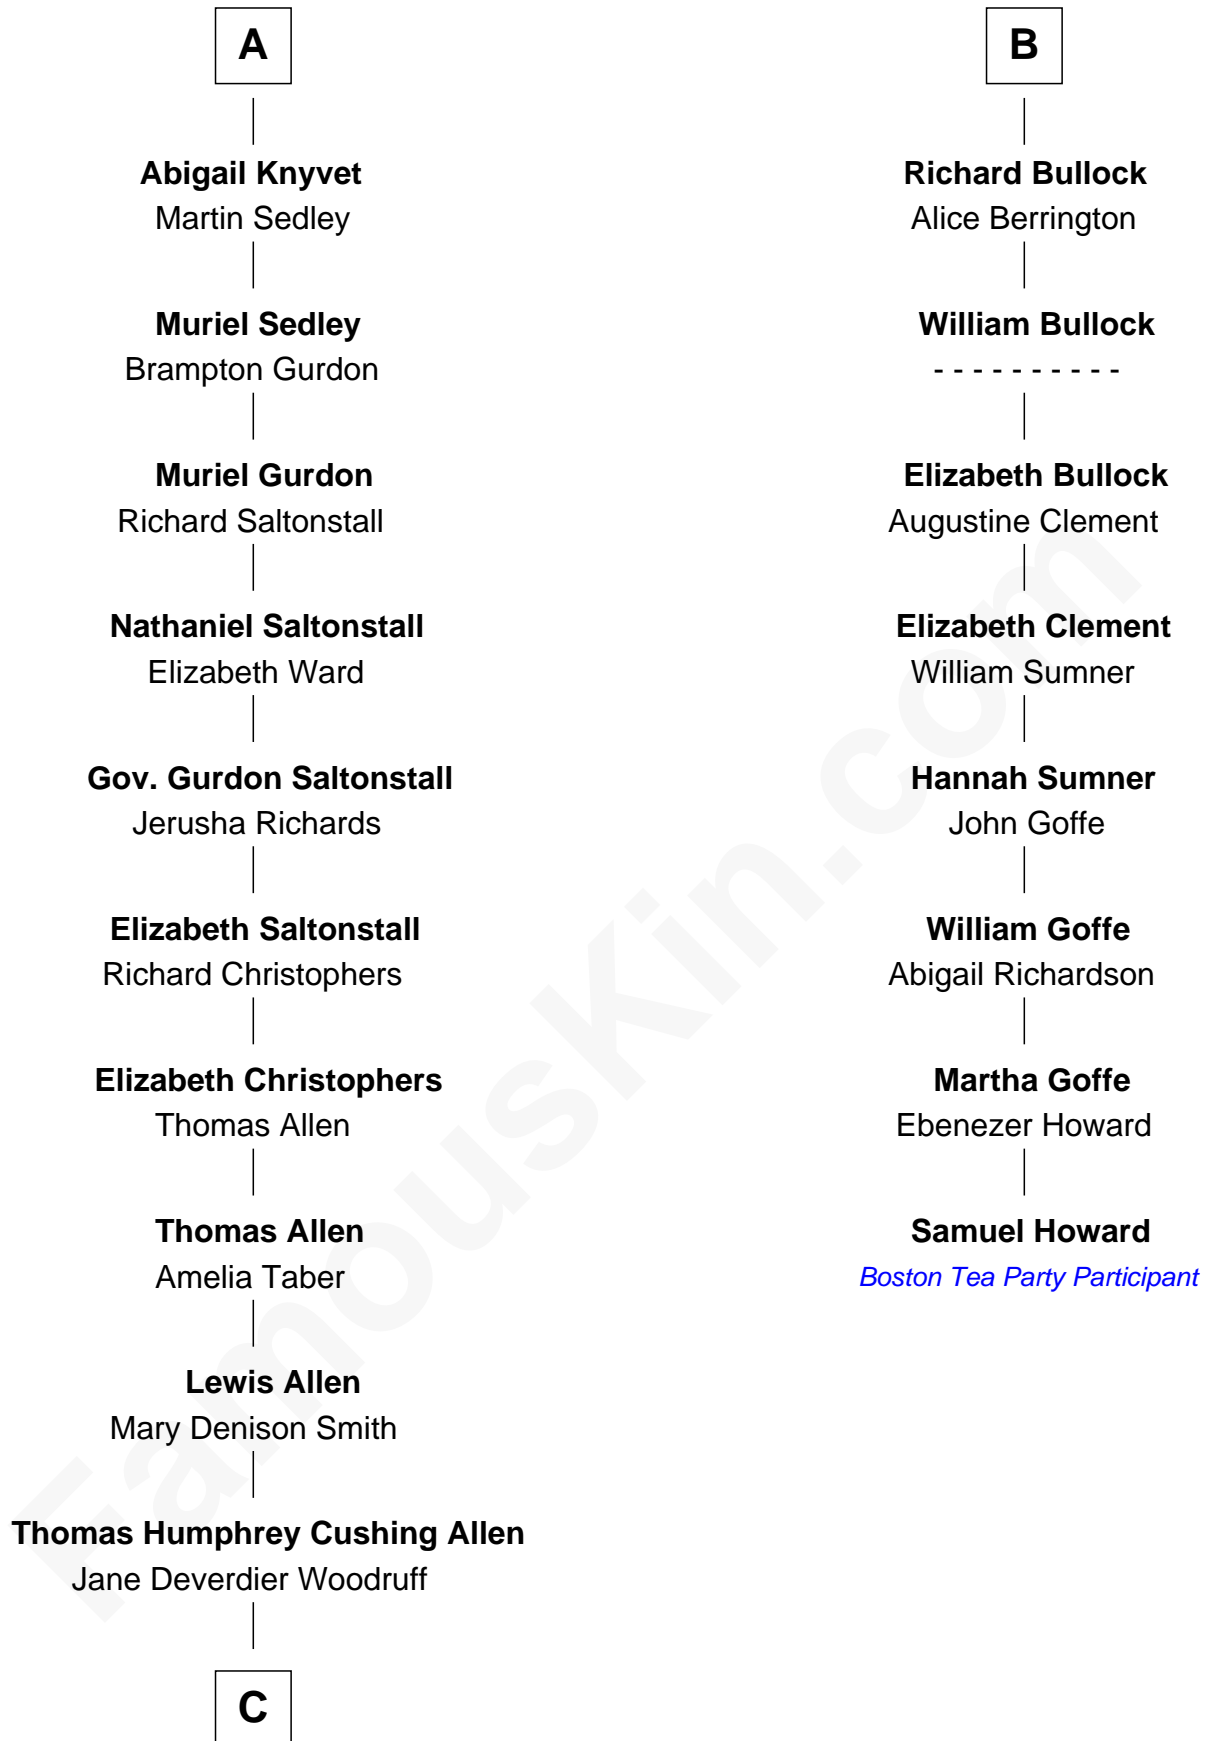 A
Abigail Knyvet
Martin Sedley
Muriel Sedley
Brampton Gurdon
Muriel Gurdon
Richard Saltonstall
Nathaniel Saltonstall
Elizabeth Ward
Gov. Gurdon Saltonstall
Jerusha Richards
Elizabeth Saltonstall
Richard Christophers
Elizabeth Christophers
Thomas Allen
Thomas Allen
Amelia Taber
Lewis Allen
Mary Denison Smith
Thomas Humphrey Cushing Allen
Jane Deverdier Woodruff
C
B
Richard Bullock
Alice Berrington
William Bullock
- - - - - - - - - -
Elizabeth Bullock
Augustine Clement
Elizabeth Clement
William Sumner
Hannah Sumner
John Goffe
William Goffe
Abigail Richardson
Martha Goffe
Ebenezer Howard
Samuel Howard
Boston Tea Party Participant
FamousKin.com